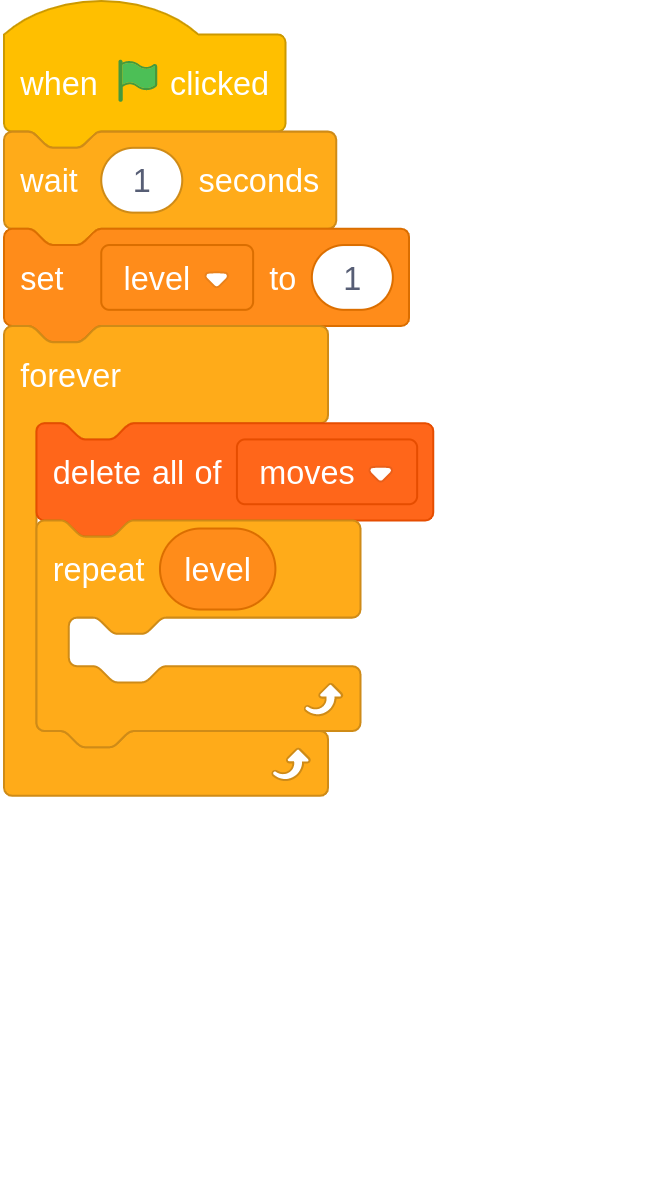 when clicked
wait 1 seconds
set level to 1
forever
delete all of moves
repeat level